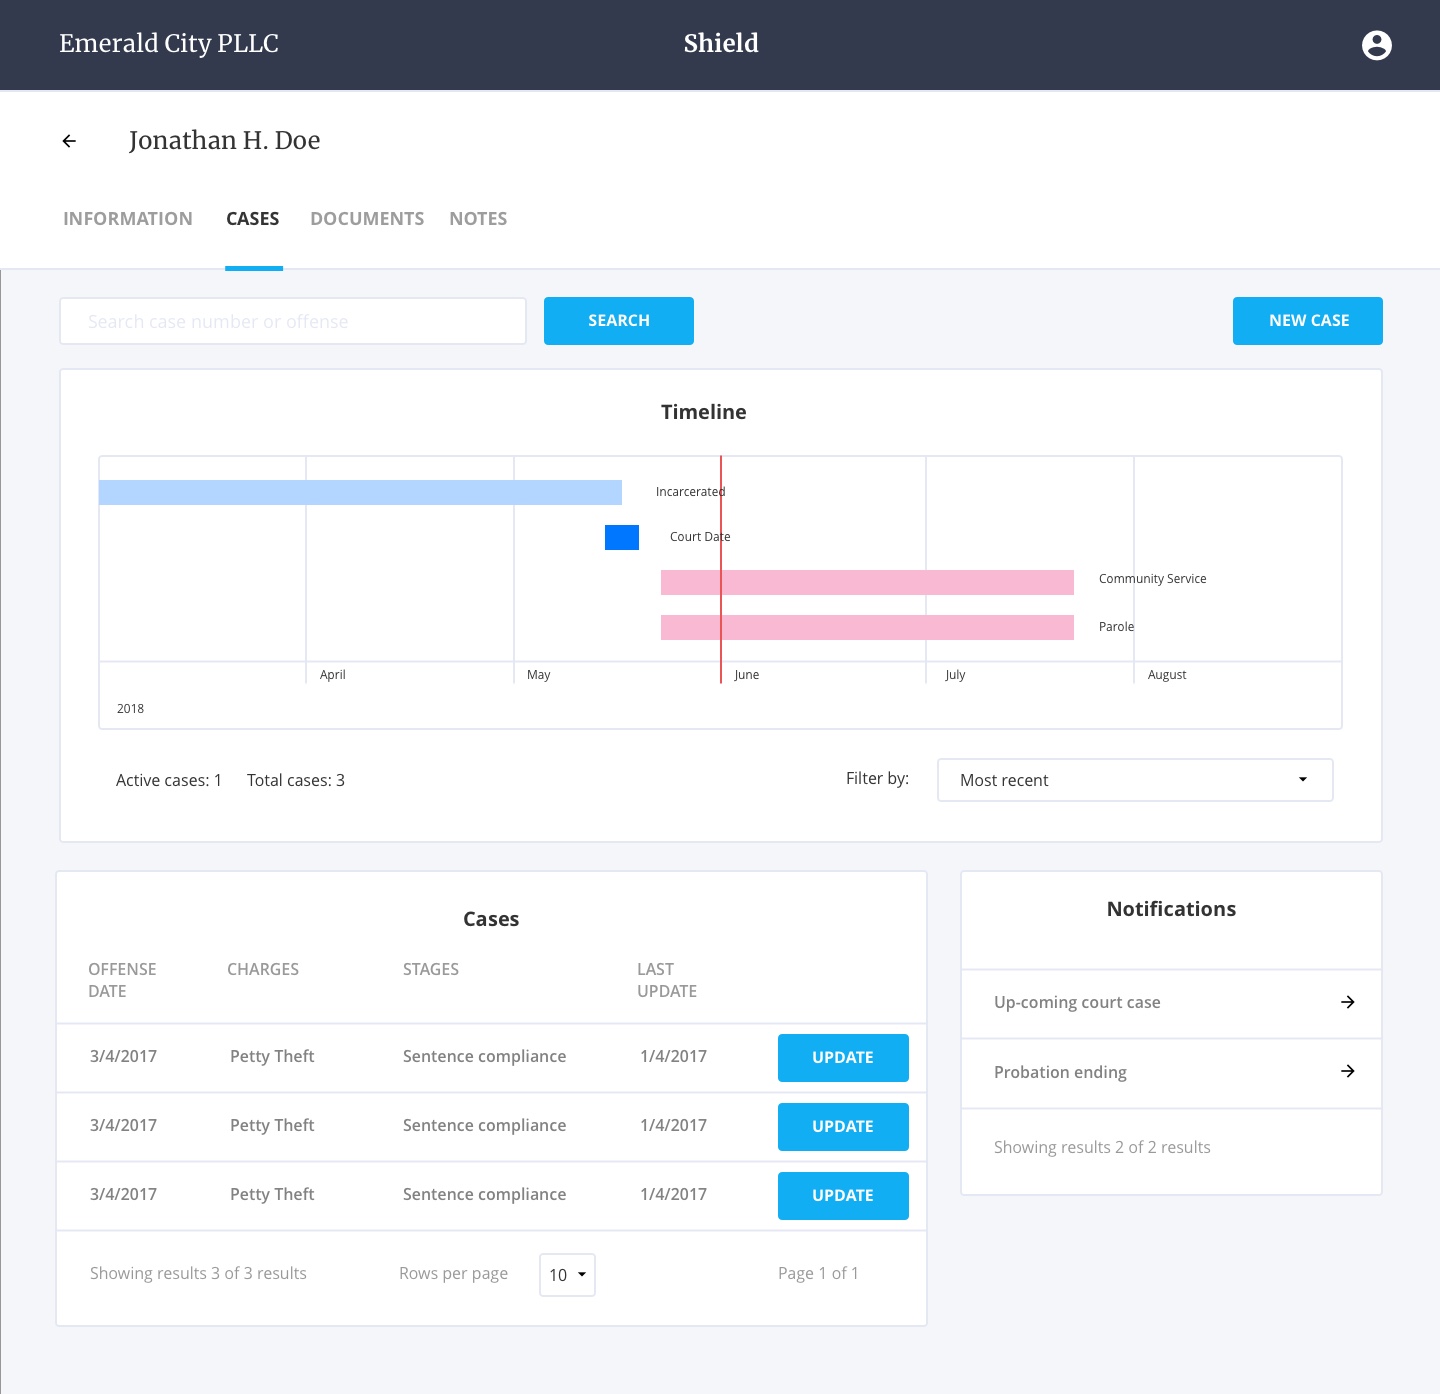 Emerald City PLLC
Shield
Jonathan H. Doe
INFORMATION CASES DOCUMENTS NOTES
Search case number or offense
SEARCH
NEW CASE
Timeline
Incarcerated
Court Date
Community Service
Parole
April May June July August
2018
Active cases: 1 Total cases: 3
Filter by: Most recent
Cases
OFFENSE DATE CHARGES STAGES LAST UPDATE
3/4/2017 Petty Theft Sentence compliance 1/4/2017 UPDATE
3/4/2017 Petty Theft Sentence compliance 1/4/2017 UPDATE
3/4/2017 Petty Theft Sentence compliance 1/4/2017 UPDATE
Showing results 3 of 3 results Rows per page 10 Page 1 of 1
Notifications
Up-coming court case
Probation ending
Showing results 2 of 2 results